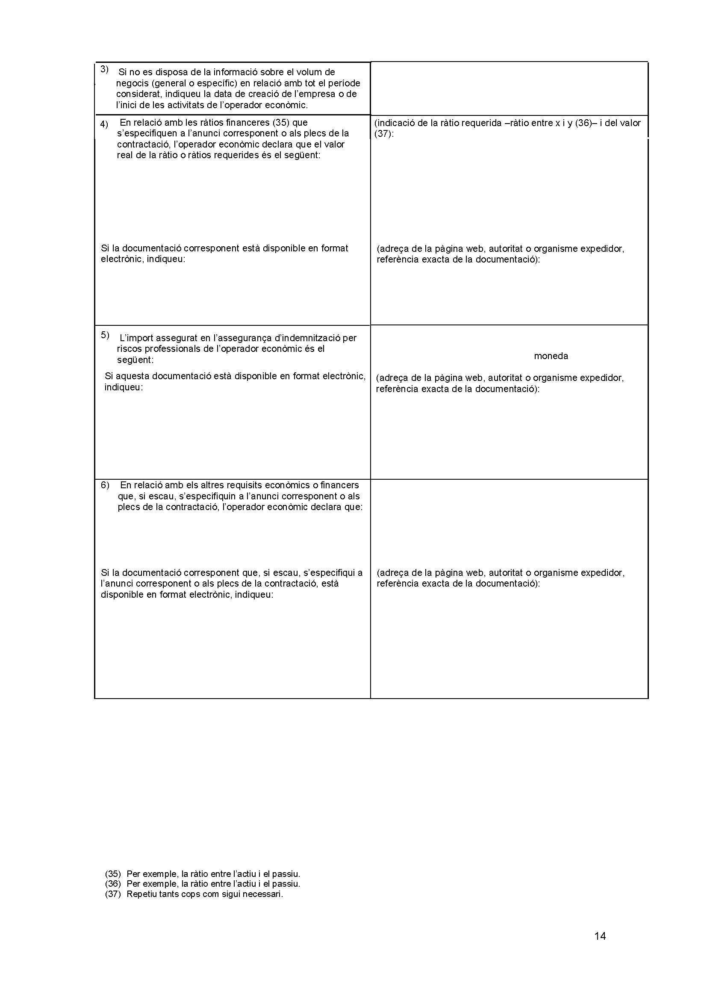 3) Si no es disposa de la informació sobre el volum de
negocis (general o específic) en relació amb tot el període
considerat, indiqueu la data de creació de l’empresa o de
l’inici de les activitats de l’operador econòmic.
4) En relació amb les ràtios financeres (35) que
s’especifiquen a l’anunci corresponent o als plecs de la
contractació, l’operador econòmic declara que el valor
real de la ràtio o ràtios requerides és el següent:
(indicació de la ràtio requerida –ràtio entre x i y (36)– i del valor
(37):
Si la documentació corresponent està disponible en format
electrònic, indiqueu:
(adreça de la pàgina web, autoritat o organisme expedidor,
referència exacta de la documentació):
5) L’import assegurat en l’assegurança d’indemnització per
riscos professionals de l’operador econòmic és el
següent:
moneda
Si aquesta documentació està disponible en format electrònic,
indiqueu:
(adreça de la pàgina web, autoritat o organisme expedidor,
referència exacta de la documentació):
6) En relació amb els altres requisits econòmics o financers
que, si escau, s’especifiquin a l’anunci corresponent o als
plecs de la contractació, l’operador econòmic declara que:
Si la documentació corresponent que, si escau, s’especifiqui a
l’anunci corresponent o als plecs de la contractació, està
disponible en format electrònic, indiqueu:
(adreça de la pàgina web, autoritat o organisme expedidor,
referència exacta de la documentació):
(35) Per exemple, la ràtio entre l’actiu i el passiu.
(36) Per exemple, la ràtio entre l’actiu i el passiu.
(37) Repetiu tants cops com sigui necessari.
14